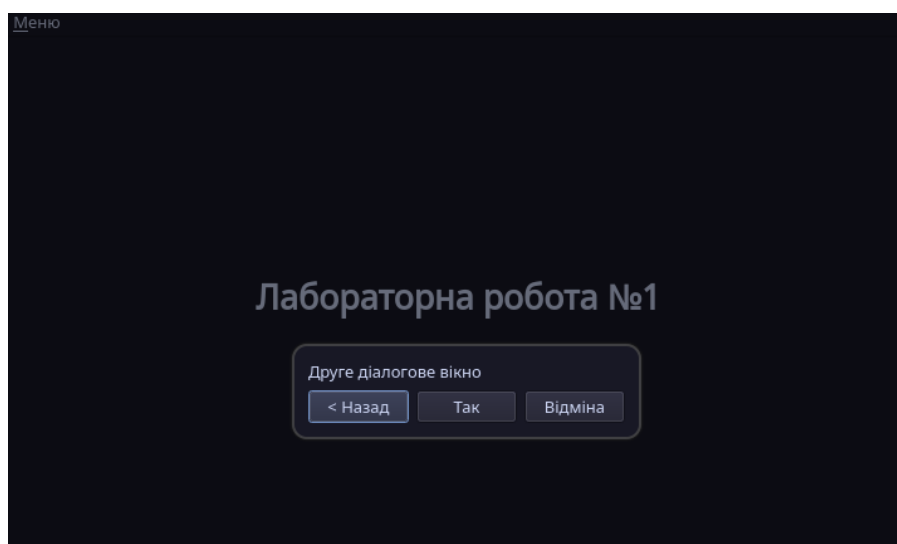 Меню
Лабораторна робота №1
Друге діалогове вікно
< Назад Так Відміна